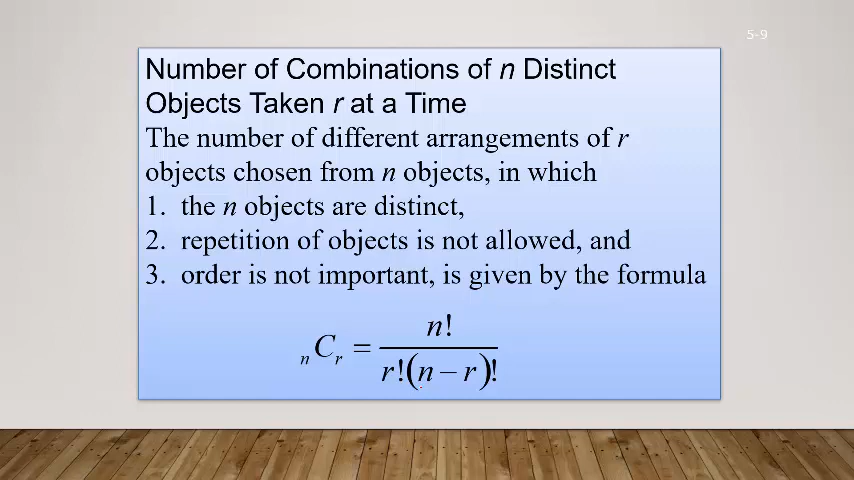 5-9
Number of Combinations of n Distinct
Objects Taken r at a Time
The number of different arrangements of r
objects chosen from n objects, in which
1. the n objects are distinct,
2. repetition of objects is not allowed, and
3. order is not important, is given by the formula
nCr = n! / r!(n − r)!